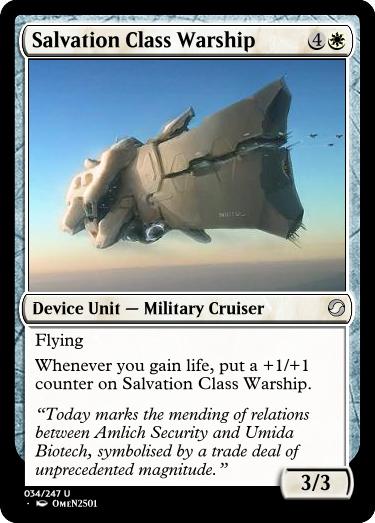 Salvation Class Warship 4
Device Unit — Military Cruiser
Flying
Whenever you gain life, put a +1/+1
counter on Salvation Class Warship.
“Today marks the mending of relations
between Amlich Security and Umida
Biotech, symbolised by a trade deal of
unprecedented magnitude.”
3/3
034/247 U
· OmeN2501